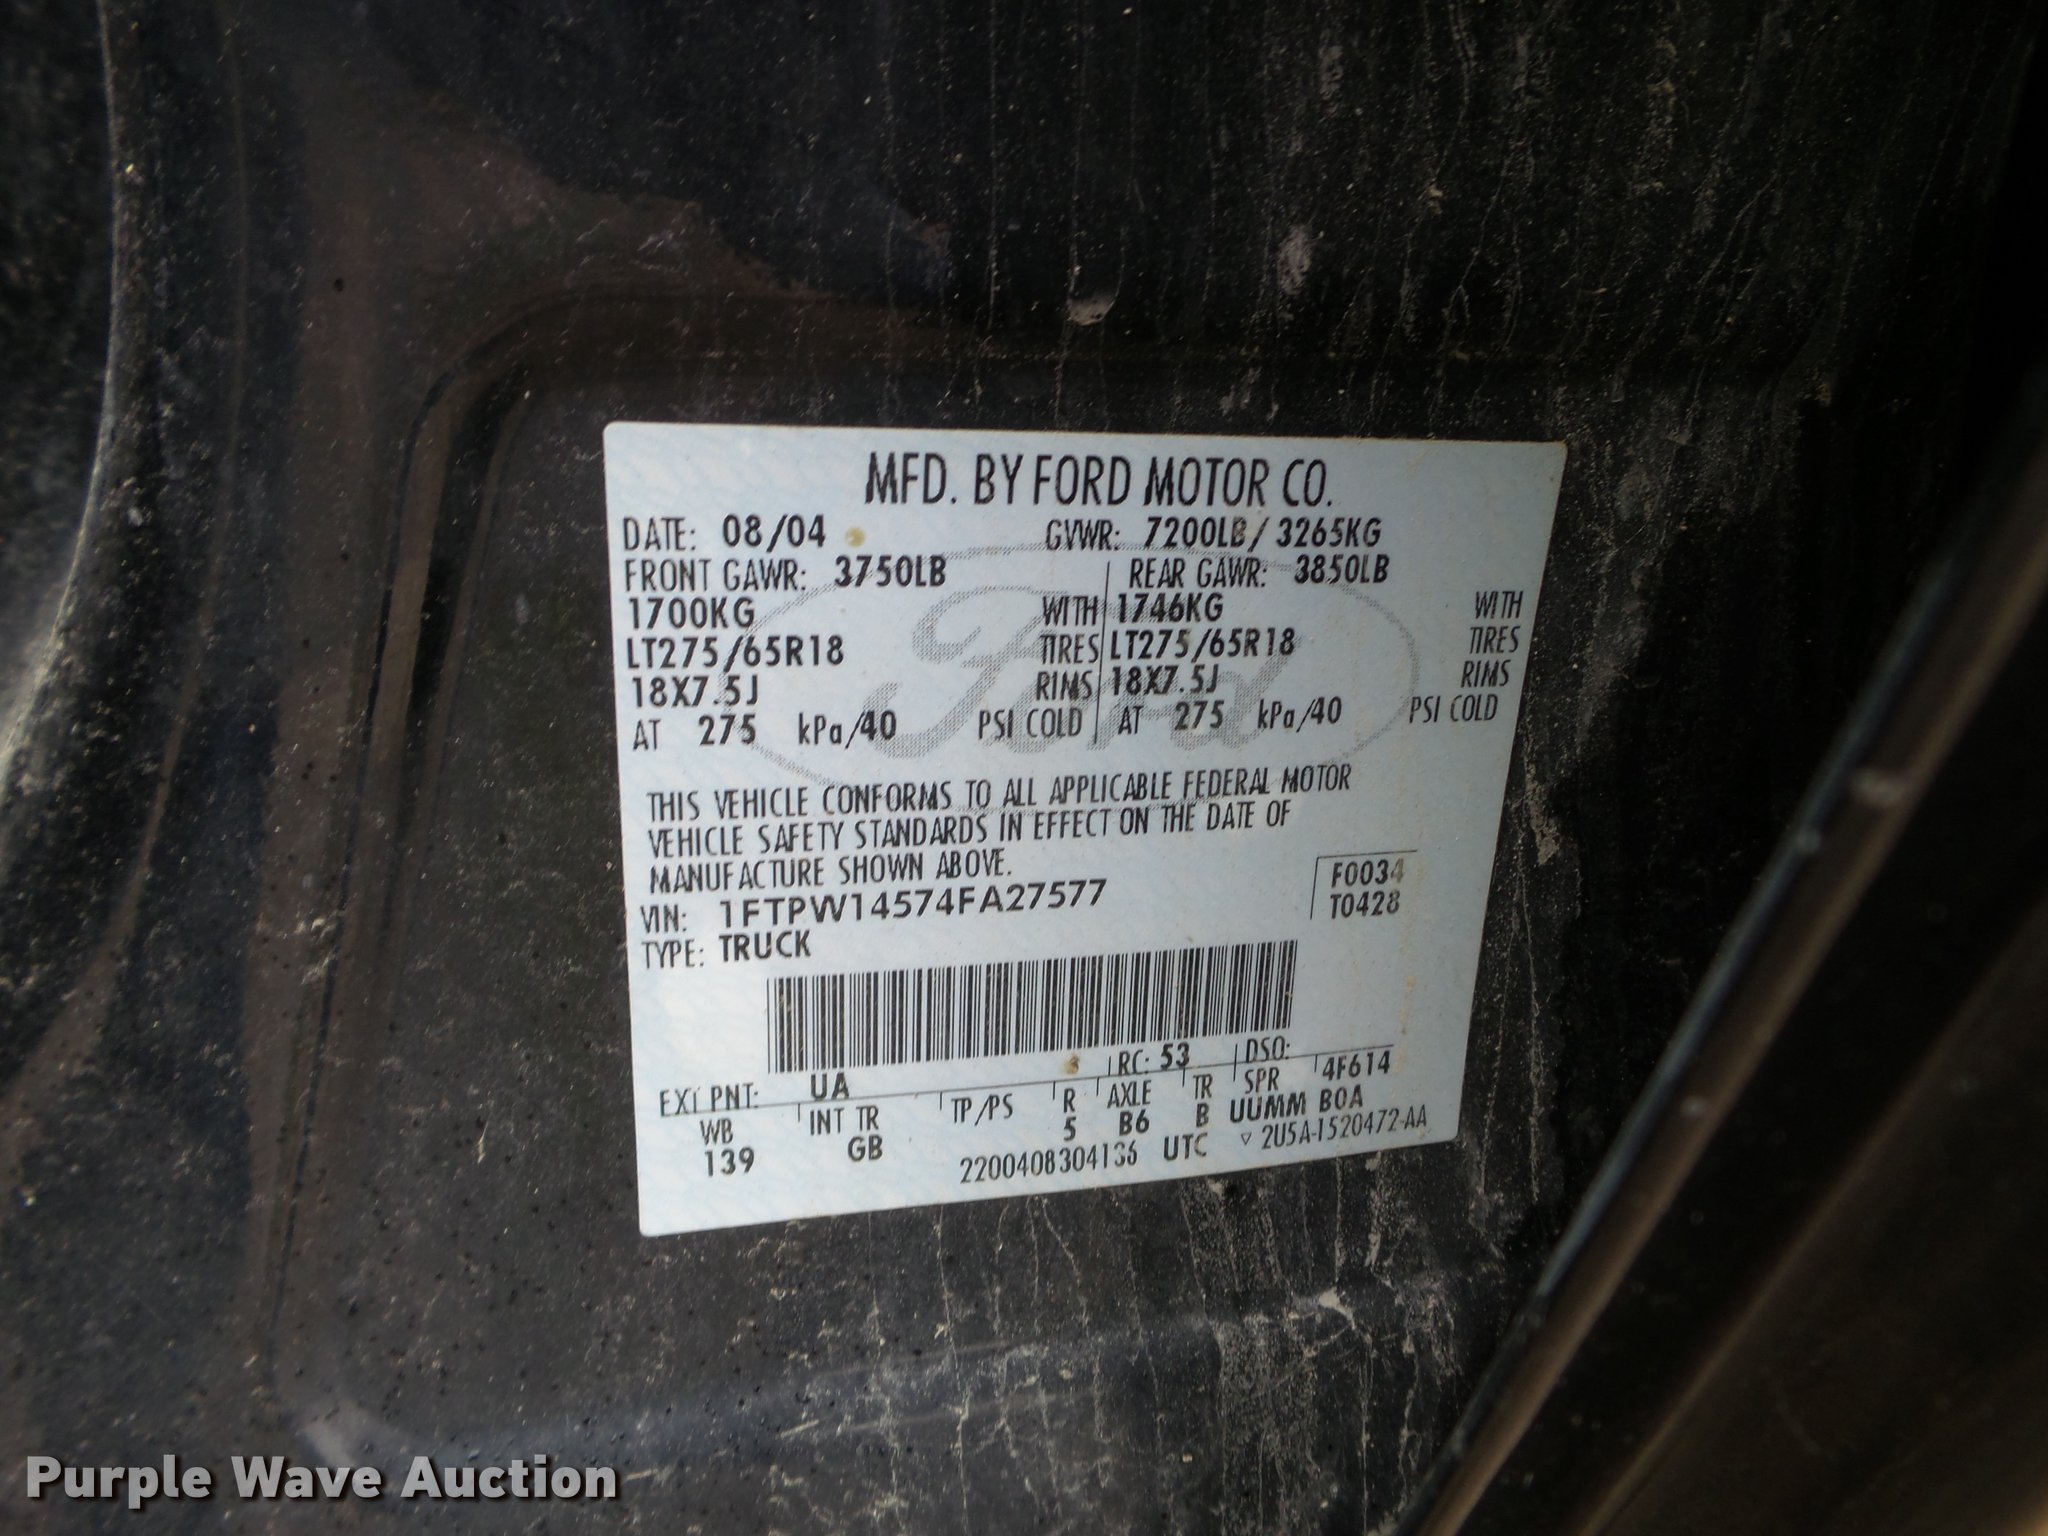 MFD. BY FORD MOTOR CO.
DATE: 08/04 GVWR: 7200LB/ 3265KG
FRONT GAWR: 3750LB REAR GAWR: 3850LB
1700KG WITH 1746KG WITH
LT275/65R18 TIRES LT275/65R18 TIRES
18X7.5J RIMS 18X7.5J RIMS
AT 275 kPa/40 PSI COLD AT 275 kPa/40 PSI COLD
Ford
THIS VEHICLE CONFORMS TO ALL APPLICABLE FEDERAL MOTOR
VEHICLE SAFETY STANDARDS IN EFFECT ON THE DATE OF
MANUFACTURE SHOWN ABOVE.
VIN: 1FTPW14574FA27577 F0034
TYPE: TRUCK T0428
EXT PNT: UA RC: 53 DSO:
WB INT TR TP/PS R AXLE TR SPR 4F614
139 GB 5 B6 B UUMM BOA
2200408304136 UTC ▽ 2U5A-1520472-AA
Purple Wave Auction